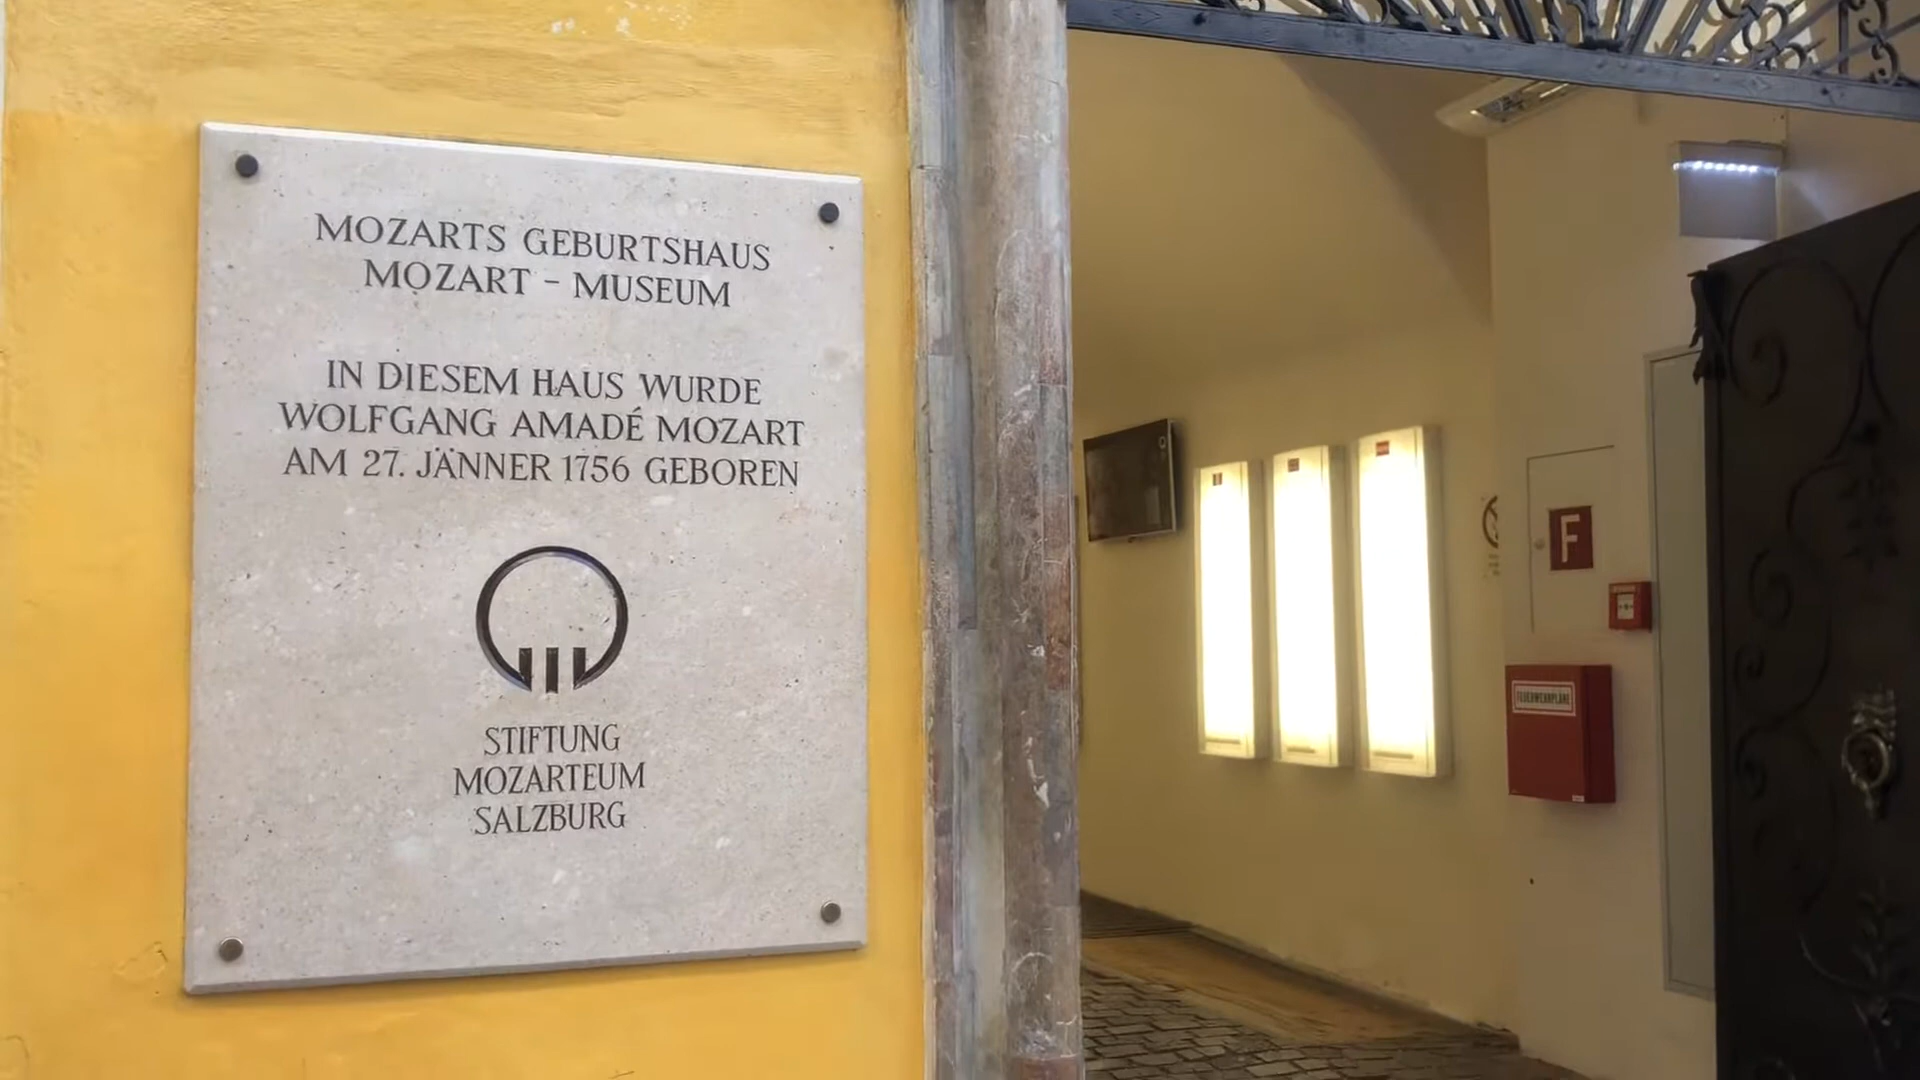 MOZARTS GEBURTSHAUS
MOZART - MUSEUM
IN DIESEM HAUS WURDE
WOLFGANG AMADÉ MOZART
AM 27. JÄNNER 1756 GEBOREN
STIFTUNG
MOZARTEUM
SALZBURG
F
FEUERWEHRPLÄNE